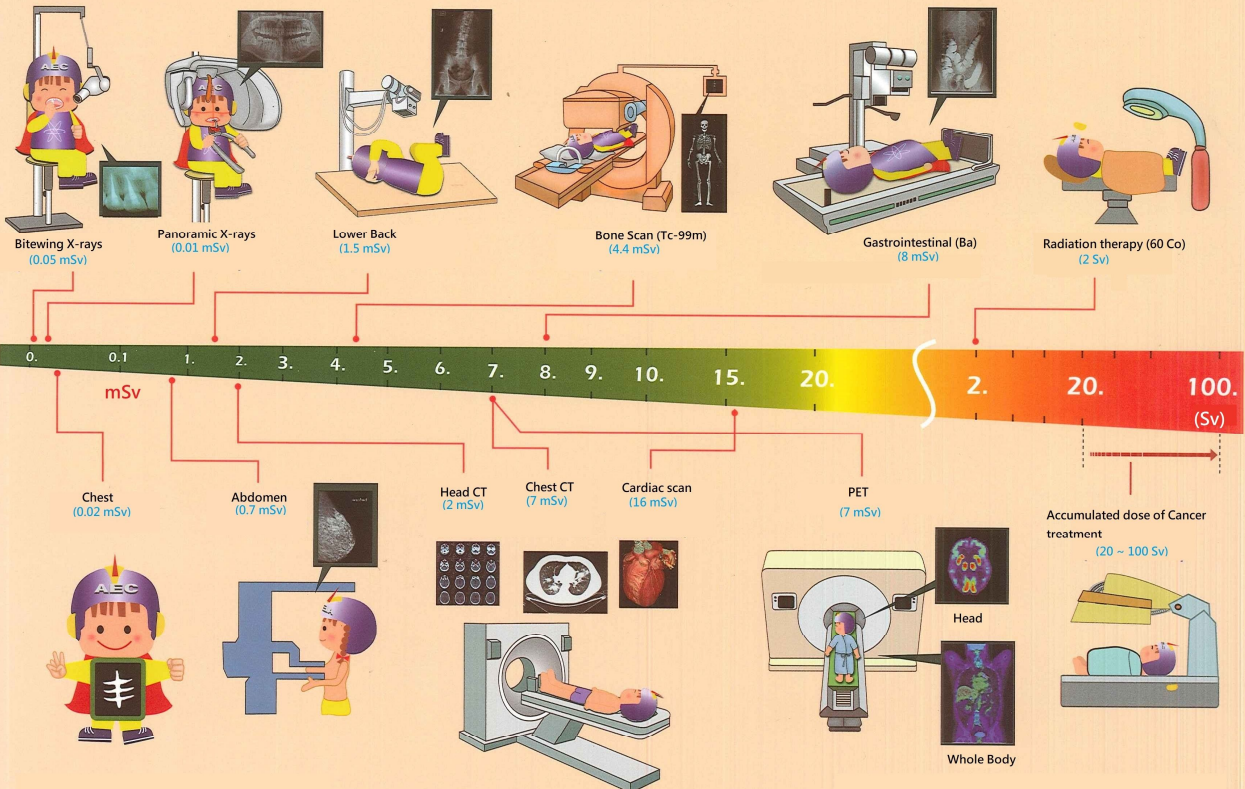 AEC
AEC
Bitewing X-rays
(0.05 mSv)
Panoramic X-rays
(0.01 mSv)
Lower Back
(1.5 mSv)
Bone Scan (Tc-99m)
(4.4 mSv)
Gastrointestinal (Ba)
(8 mSv)
Radiation therapy (60 Co)
(2 Sv)
0. 0.1 1. 2. 3. 4. 5. 6. 7. 8. 9. 10. 15. 20. 2. 20. 100.
mSv
(Sv)
Chest
(0.02 mSv)
Abdomen
(0.7 mSv)
Head CT
(2 mSv)
Chest CT
(7 mSv)
Cardiac scan
(16 mSv)
PET
(7 mSv)
Accumulated dose of Cancer
treatment
(20 ~ 100 Sv)
AEC
Head
Whole Body